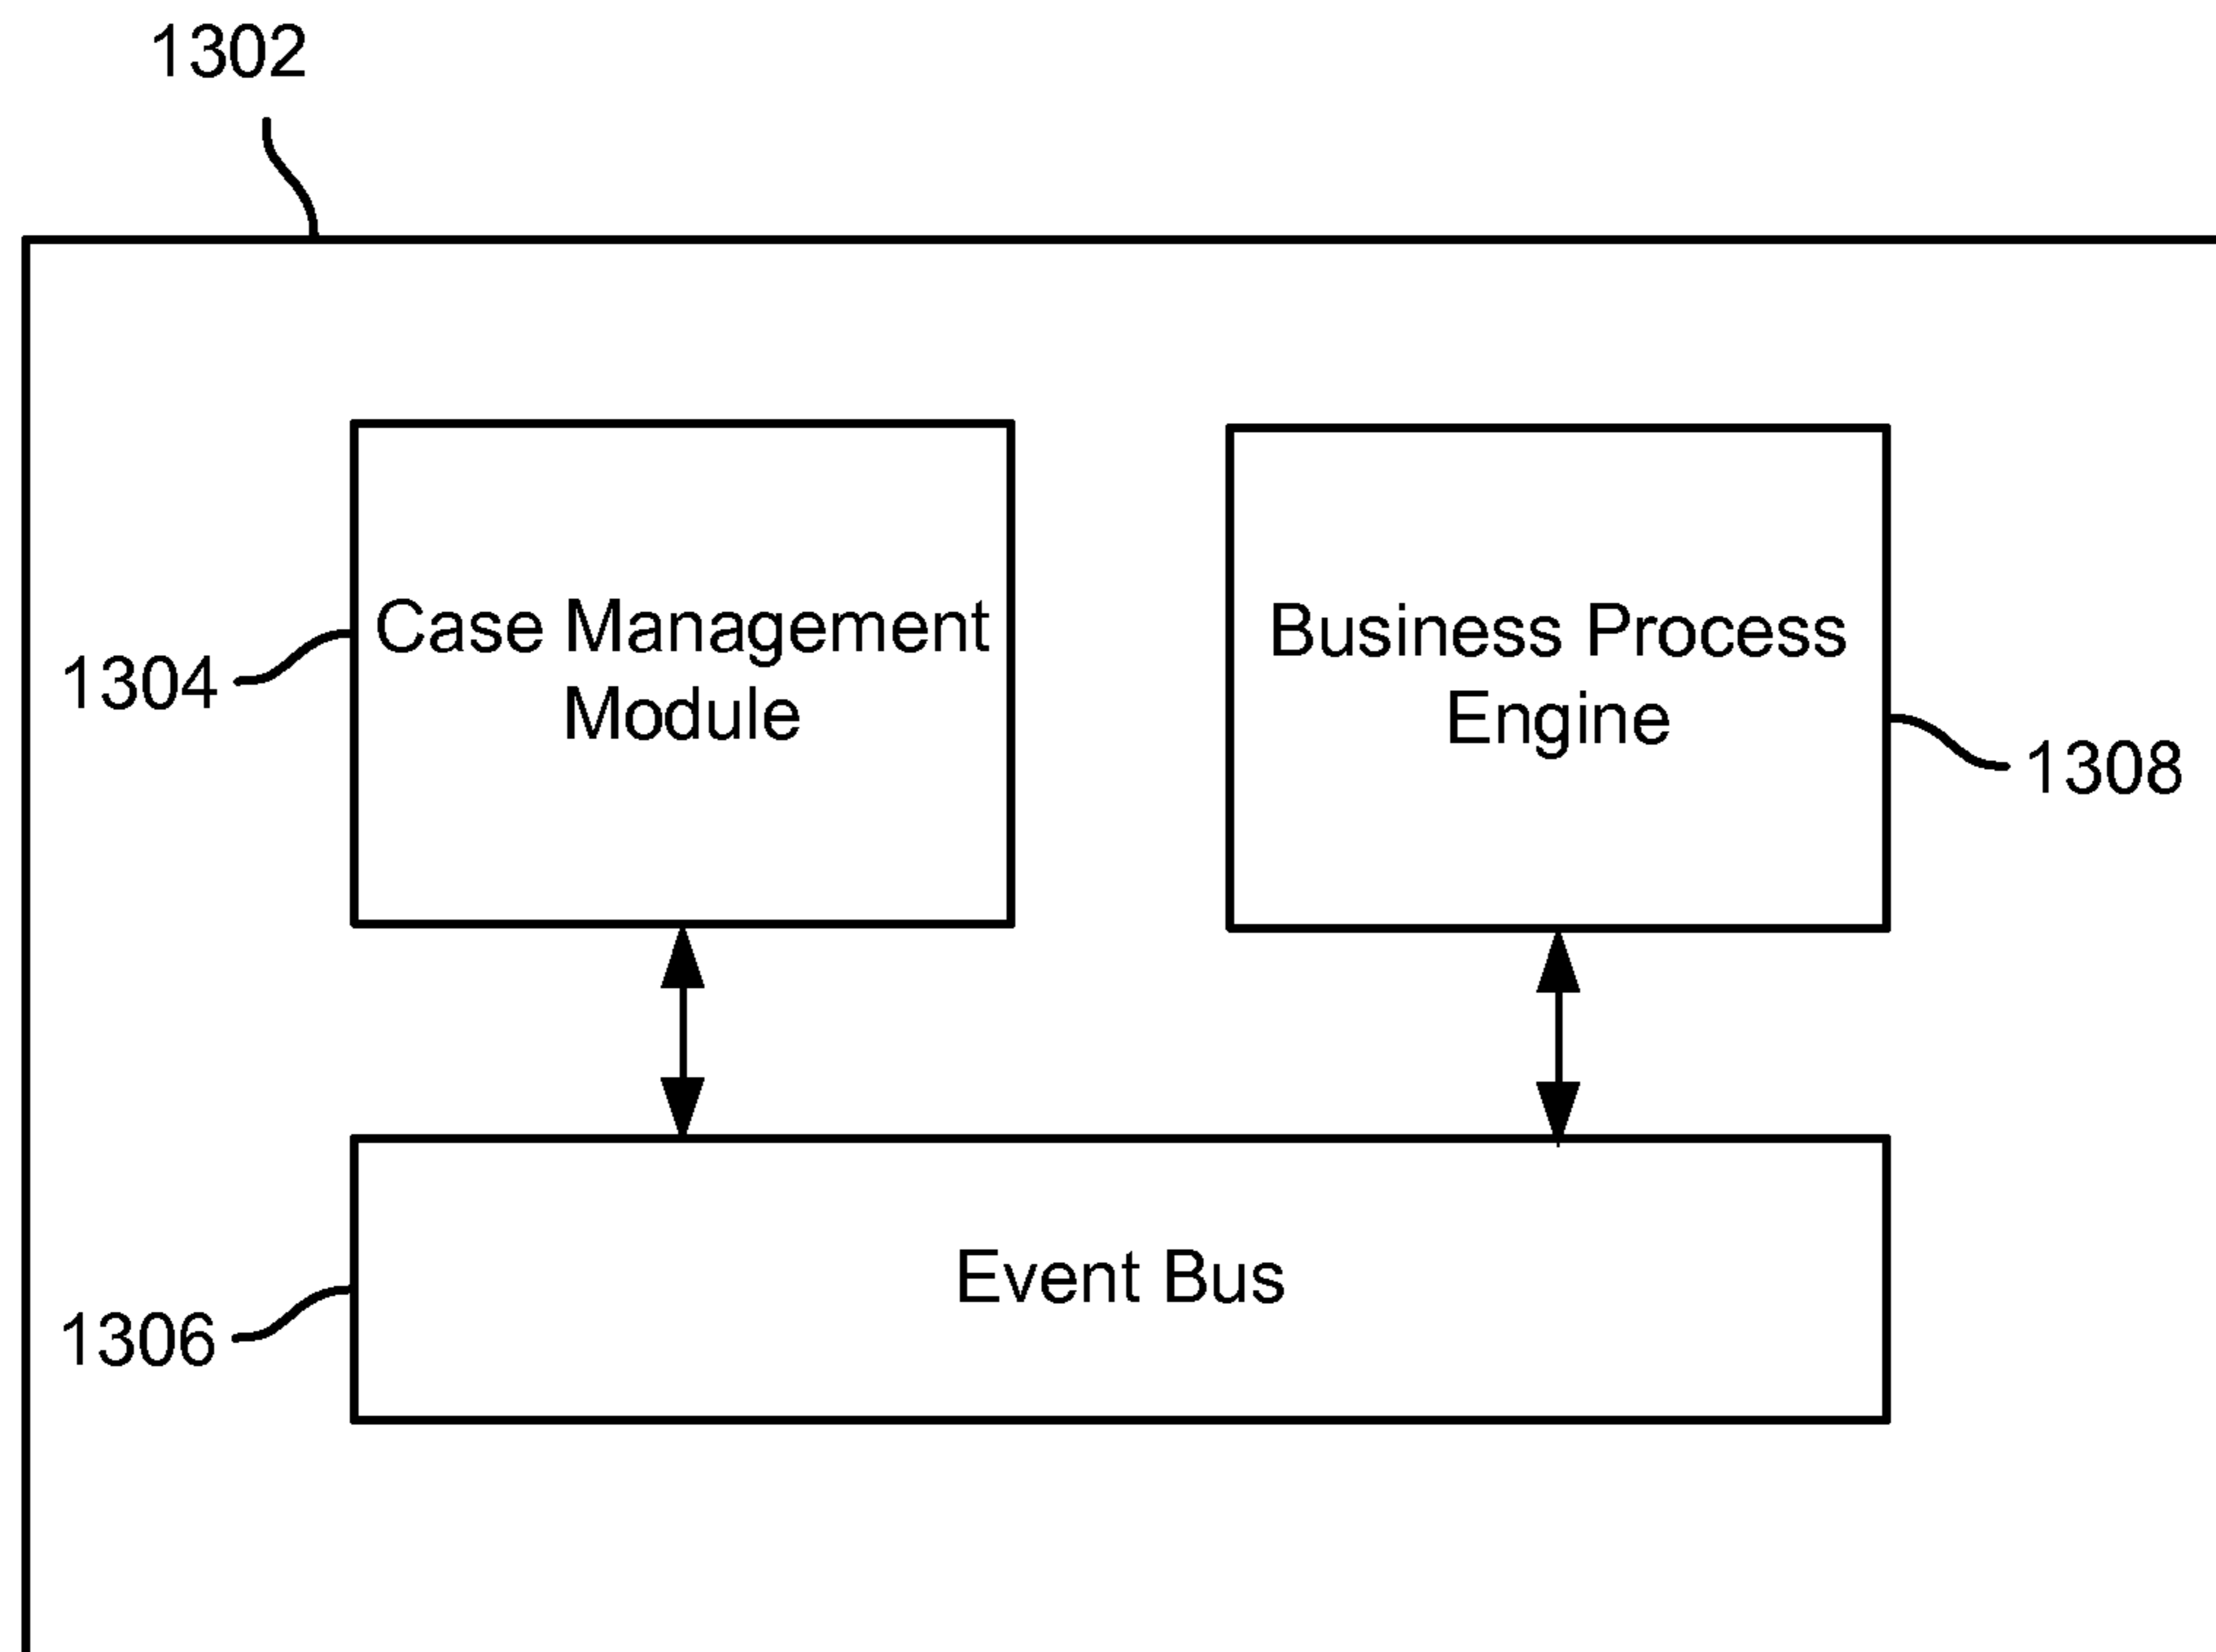 1302
Case Management
Module
1304
Business Process
Engine
1308
Event Bus
1306